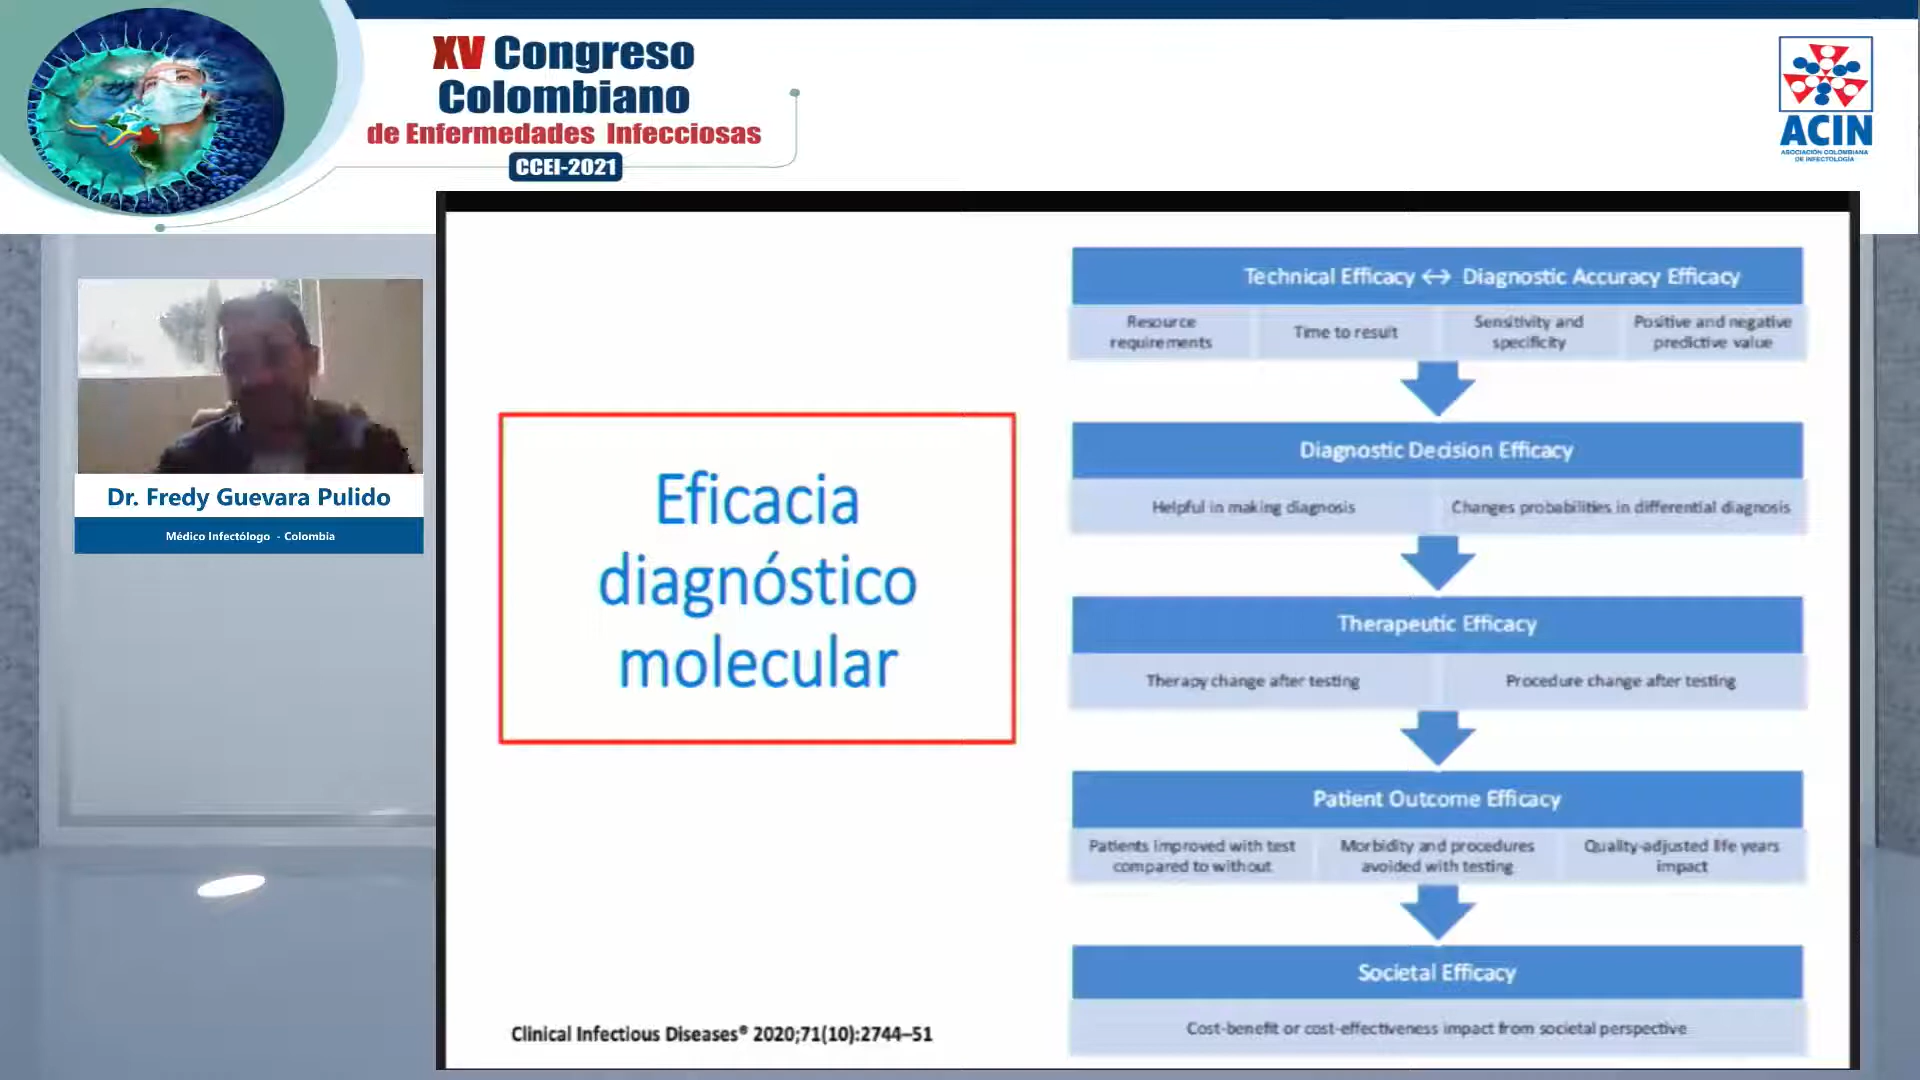 XV Congreso
Colombiano
de Enfermedades Infecciosas
CCEI-2021
ACIN
ASOCIACIÓN COLOMBIANA
DE INFECTOLOGÍA
Dr. Fredy Guevara Pulido
Médico Infectólogo - Colombia
Eficacia
diagnóstico
molecular
Clinical Infectious Diseases® 2020;71(10):2744–51
Technical Efficacy ↔ Diagnostic Accuracy Efficacy
Resource
requirements
Time to result
Sensitivity and
specificity
Positive and negative
predictive value
Diagnostic Decision Efficacy
Helpful in making diagnosis
Changes probabilities in differential diagnosis
Therapeutic Efficacy
Therapy change after testing
Procedure change after testing
Patient Outcome Efficacy
Patients improved with test
compared to without
Morbidity and procedures
avoided with testing
Quality-adjusted life years
impact
Societal Efficacy
Cost-benefit or cost-effectiveness impact from societal perspective